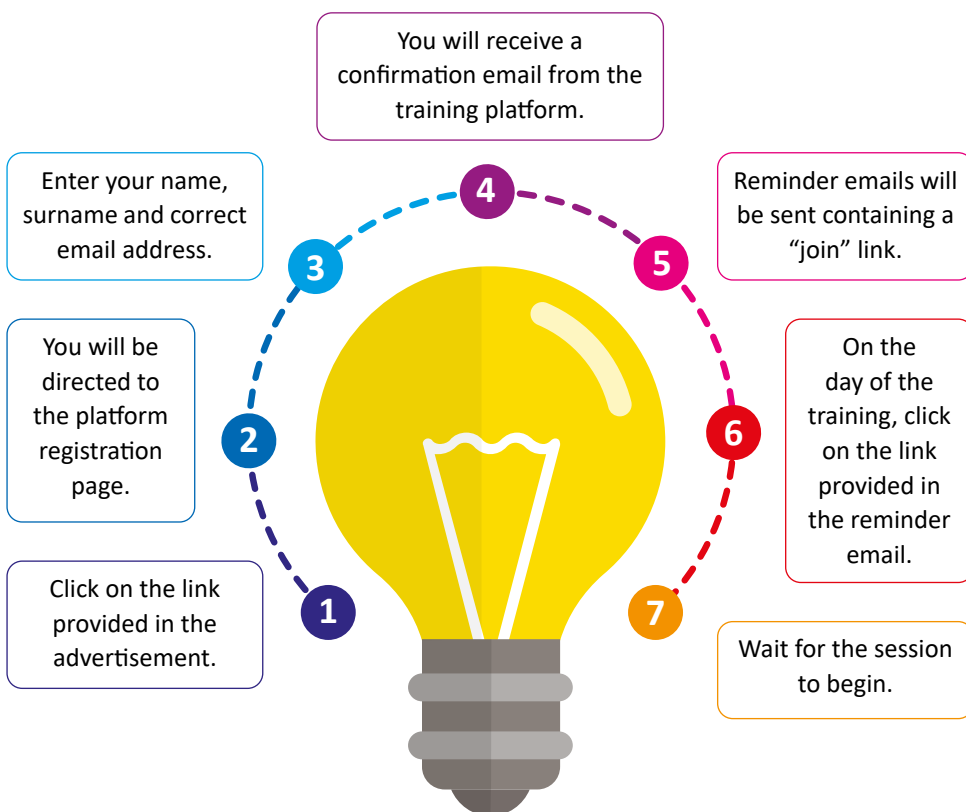 1
Click on the link
provided in the
advertisement.
2
You will be
directed to
the platform
registration
page.
3
Enter your name,
surname and correct
email address.
4
You will receive a
confirmation email from the
training platform.
5
Reminder emails will
be sent containing a
“join” link.
6
On the
day of the
training, click
on the link
provided in
the reminder
email.
7
Wait for the session
to begin.